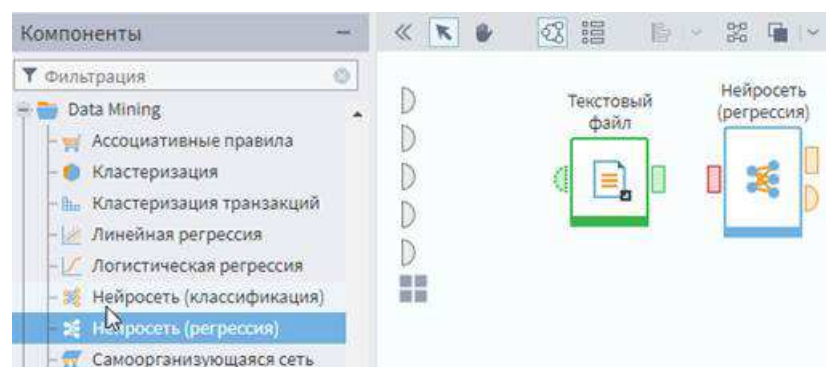 Компоненты
Фильтрация
Data Mining
Ассоциативные правила
Кластеризация
Кластеризация транзакций
Линейная регрессия
Логистическая регрессия
Нейросеть (классификация)
Нейросеть (регрессия)
Самоорганизующаяся сеть
Текстовый
файл
Нейросеть
(регрессия)